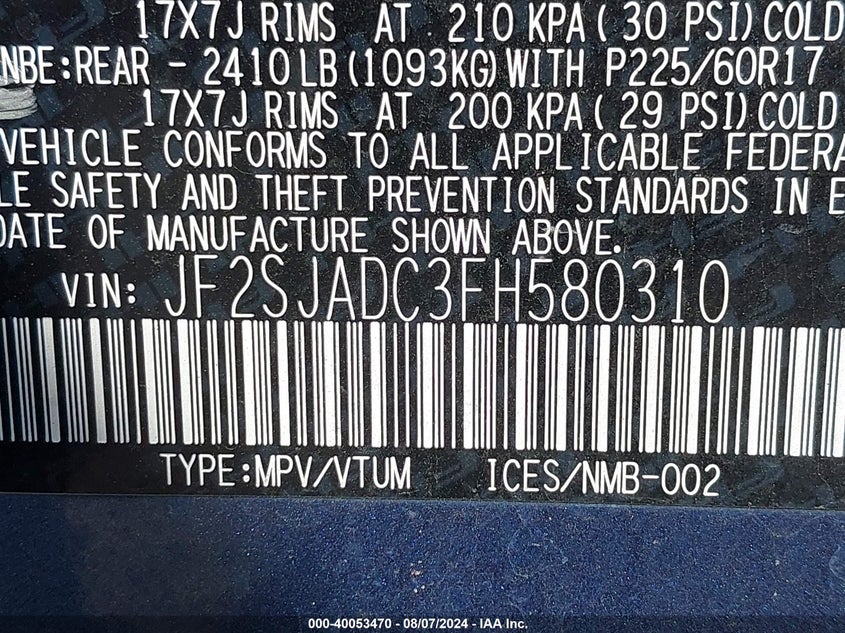 17X7J RIMS AT 210 KPA(30 PSI)COLD
NBE:REAR - 2410LB(1093KG)WITH P225/60R17
17X7J RIMS AT 200 KPA(29 PSI)COLD
VEHICLE CONFORMS TO ALL APPLICABLE FEDERA
LE SAFETY AND THEFT PREVENTION STANDARDS IN E
DATE OF MANUFACTURE SHOWN ABOVE.
VIN: JF2SJADC3FH580310
TYPE:MPV/VTUM ICES/NMB-002
000-40053470 - 08/07/2024 - IAA Inc.